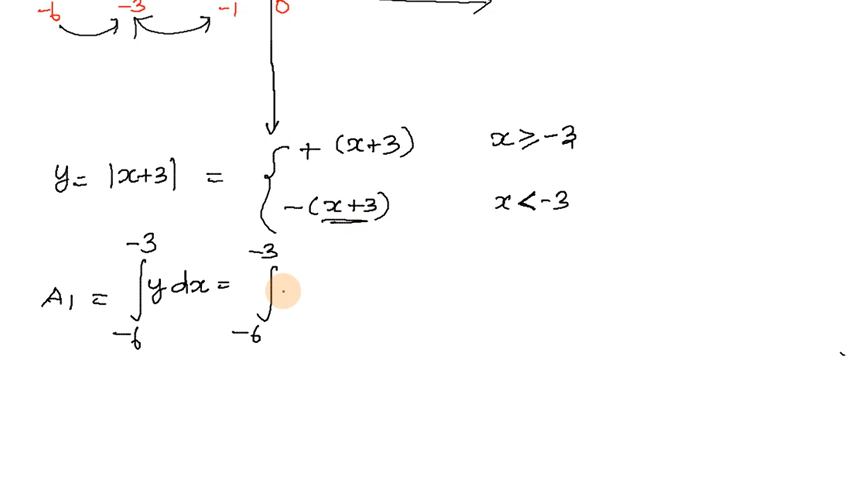 -6 -3 -1 0
y = |x+3| = { +(x+3) x ≥ -3
-(x+3) x < -3
A₁ = ∫_{-6}^{-3} y dx = ∫_{-6}^{-3}